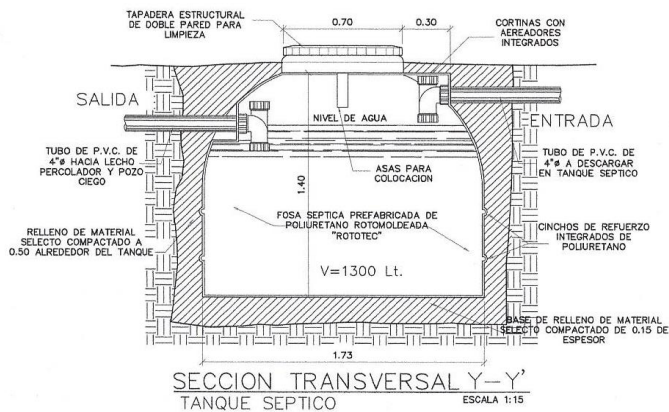 0.70
0.30
TAPADERA ESTRUCTURAL
DE DOBLE PARED PARA
LIMPIEZA
CORTINAS CON
AEREADORES
INTEGRADOS
SALIDA
NIVEL DE AGUA
ENTRADA
TUBO DE P.V.C. DE
4"ø HACIA LECHO
PERCOLADOR Y POZO
CIEGO
ASAS PARA
COLOCACION
TUBO DE P.V.C. DE
4"ø A DESCARGAR
EN TANQUE SEPTICO
1.40
RELLENO DE MATERIAL
SELECTO COMPACTADO A
0.50 ALREDEDOR DEL TANQUE
FOSA SEPTICA PREFABRICADA DE
POLIURETANO ROTOMOLDEADA
"ROTOTEC"
CINCHOS DE REFUERZO
INTEGRADOS DE
POLIURETANO
V=1300 Lt.
BASE DE RELLENO DE MATERIAL
SELECTO COMPACTADO DE 0.15 DE
ESPESOR
1.73
SECCION TRANSVERSAL Y-Y'
TANQUE SEPTICO
ESCALA 1:15